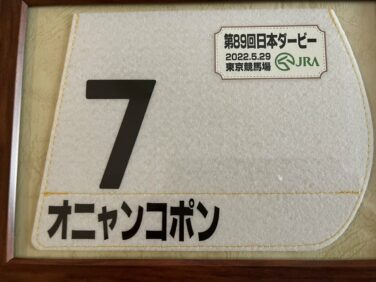 第89回日本ダービー
2022.5.29
東京競馬場
JRA
7
オニャンコポン